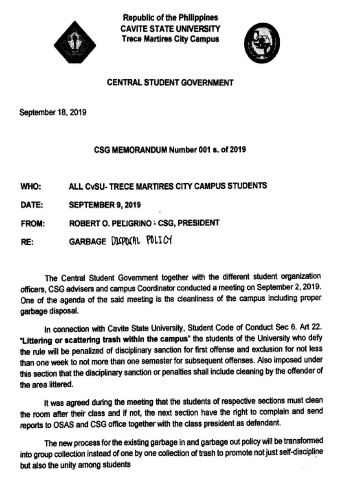 Republic of the Philippines
CAVITE STATE UNIVERSITY
Trece Martires City Campus
CENTRAL STUDENT GOVERNMENT
September 18, 2019
CSG MEMORANDUM Number 001 s. of 2019
WHO: ALL CvSU- TRECE MARTIRES CITY CAMPUS STUDENTS
DATE: SEPTEMBER 9, 2019
FROM: ROBERT O. PELIGRINO - CSG, PRESIDENT
RE: GARBAGE DISPOSAL POLICY
The Central Student Government together with the different student organization
officers, CSG advisers and campus Coordinator conducted a meeting on September 2, 2019.
One of the agenda of the said meeting is the cleanliness of the campus including proper
garbage disposal.
In connection with Cavite State University, Student Code of Conduct Sec 6. Art 22.
"Littering or scattering trash within the campus" the students of the University who defy
the rule will be penalized of disciplinary sanction for first offense and exclusion for not less
than one week to not more than one semester for subsequent offenses. Also imposed under
this section that the disciplinary sanction or penalties shall include cleaning by the offender of
the area littered.
It was agreed during the meeting that the students of respective sections must clean
the room after their class and if not, the next section have the right to complain and send
reports to OSAS and CSG office together with the class president as defendant.
The new process for the existing garbage in and garbage out policy will be transformed
into group collection instead of one by one collection of trash to promote not just self-discipline
but also the unity among students